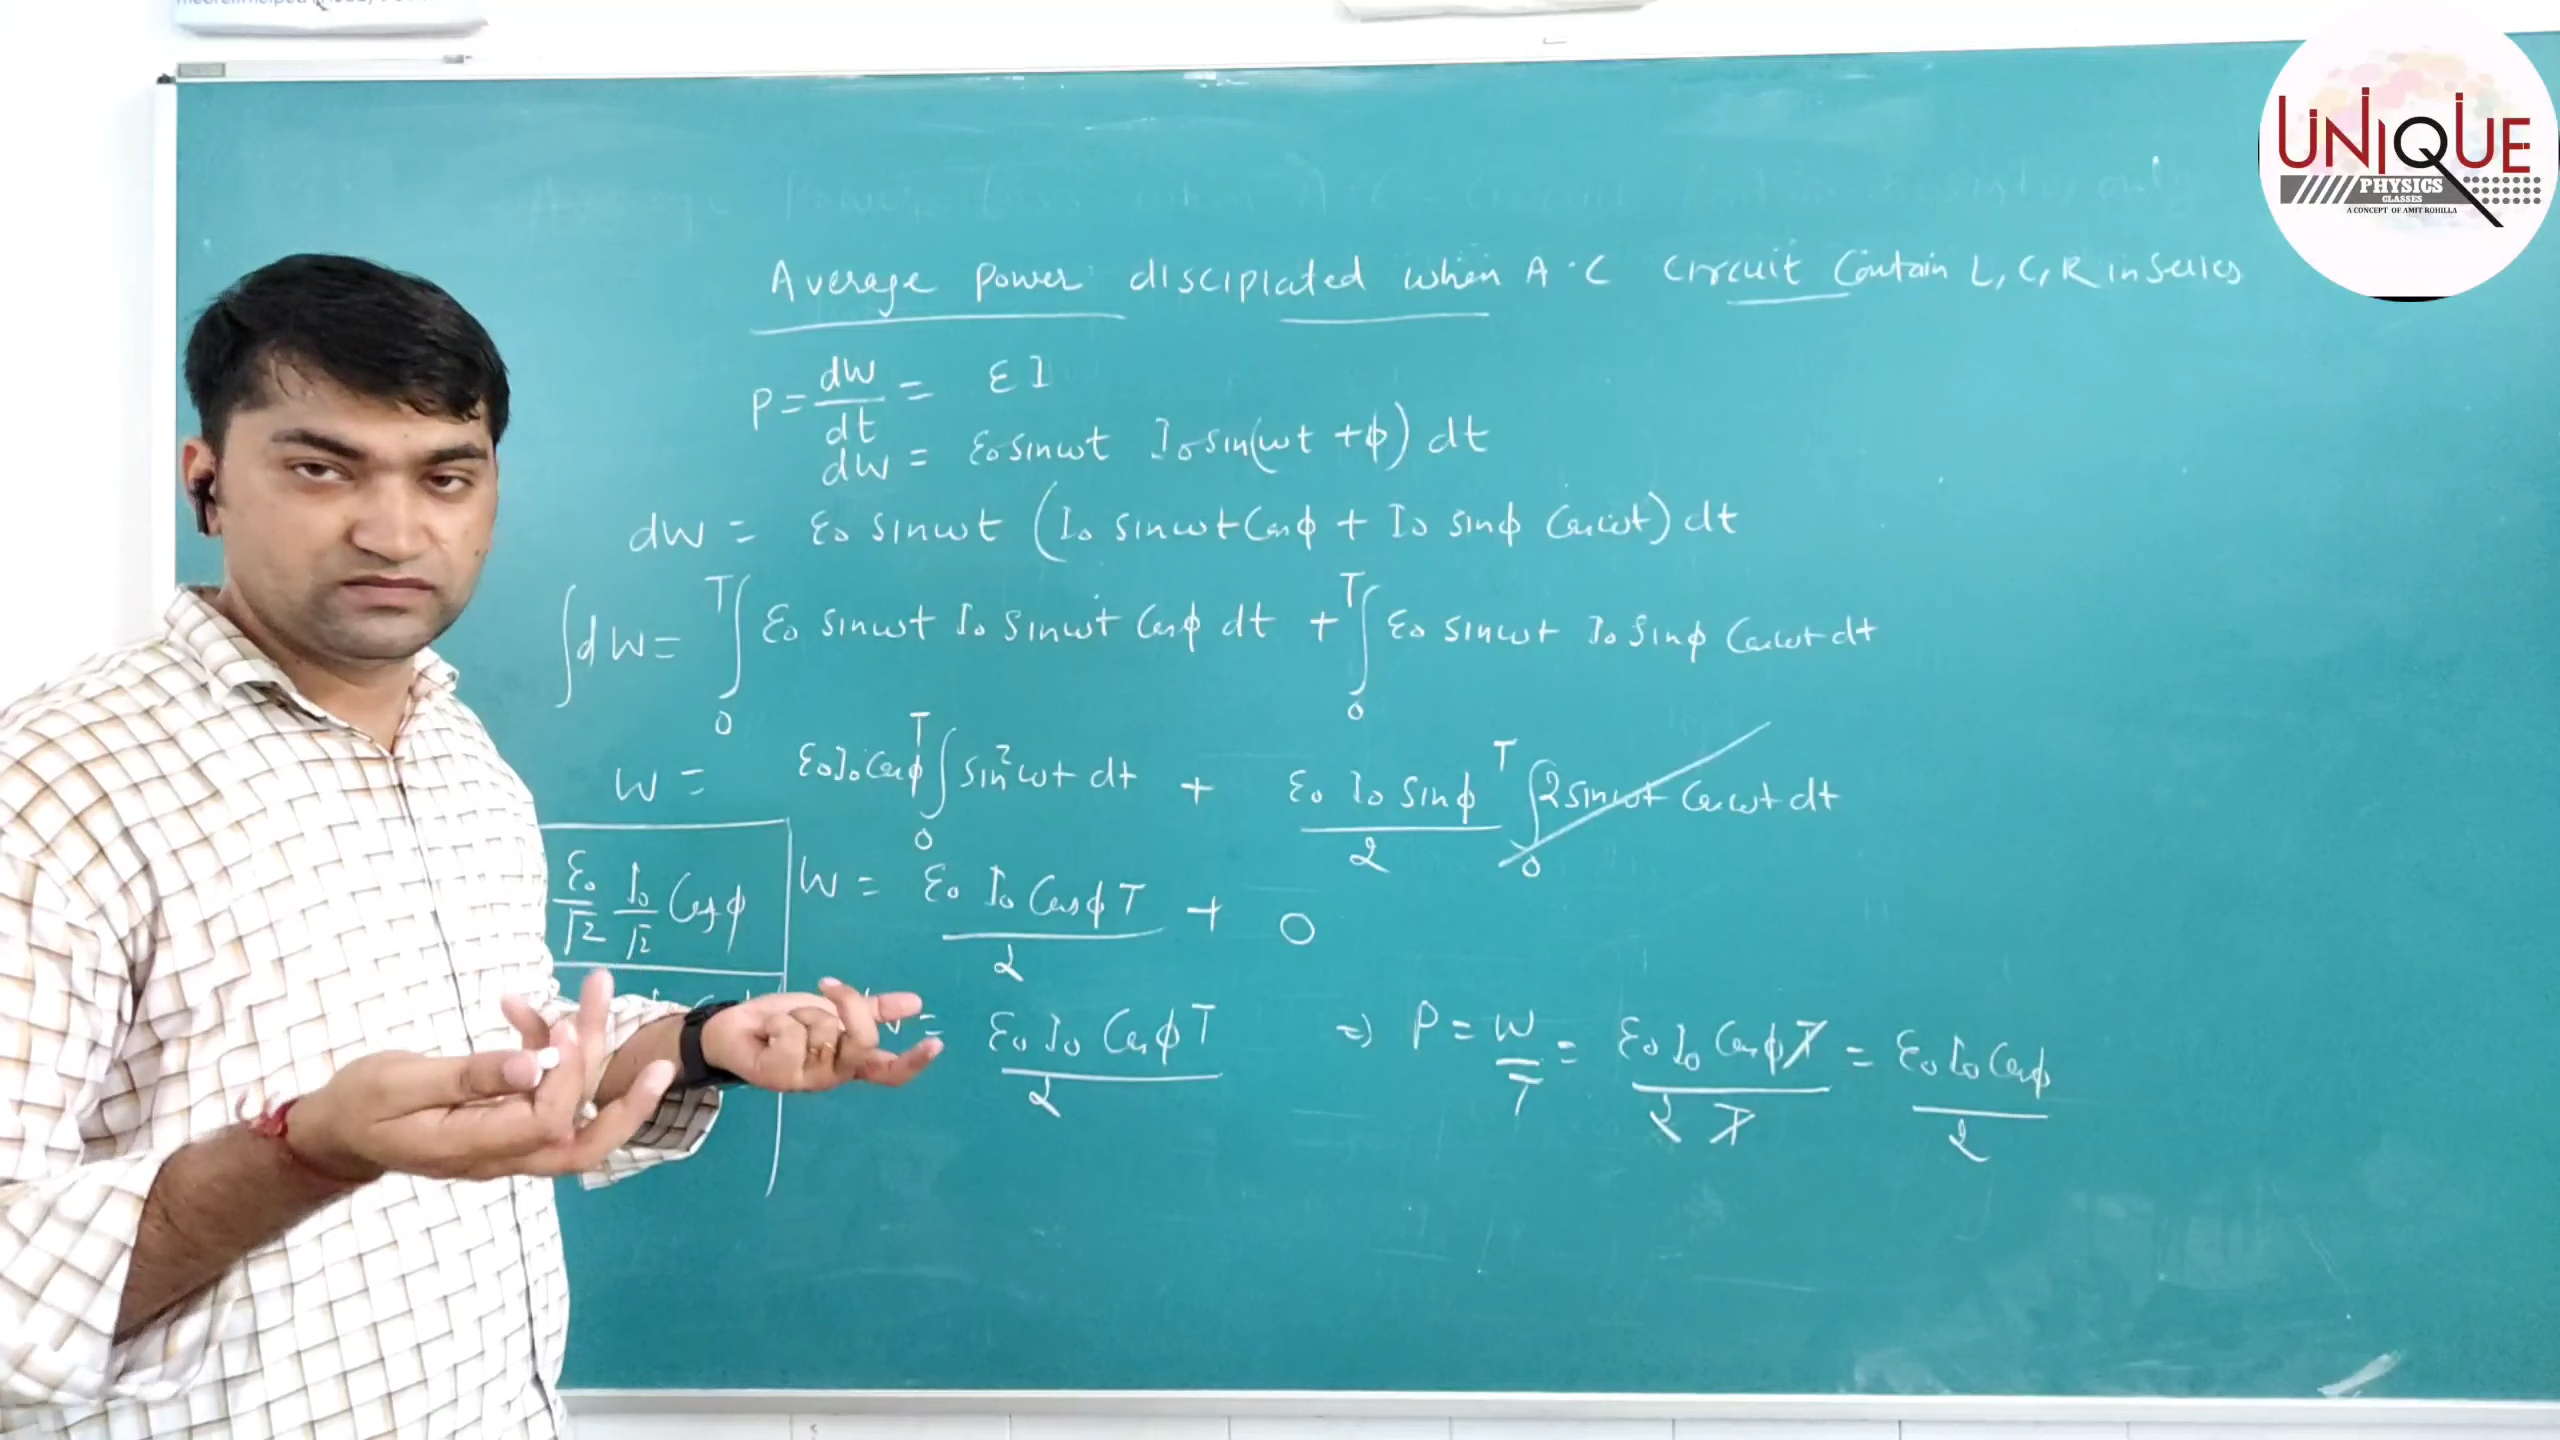 UNIQUE
PHYSICS
CLASSES
A CONCEPT OF AMIT ROHILLA
Average Power disciplated when A.C Circuit Contain L, C, R in Series
P = dW/dt = ε I
dW = ε₀ sinωt I₀ sin(ωt + φ) dt
dW = ε₀ sinωt (I₀ sinωt Cosφ + I₀ sinφ Cosωt) dt
∫dW = ∫₀ᵀ ε₀ sinωt I₀ sinωt Cosφ dt + ∫₀ᵀ ε₀ sinωt I₀ sinφ Cosωt dt
W = ε₀I₀Cosφ ∫₀ᵀ sin²ωt dt + ε₀ I₀ sinφ/2 ∫₀ᵀ 2sinωt Cosωt dt
ε₀/√2 I₀/√2 Cosφ
W = ε₀ I₀ Cosφ T/2 + 0
= ε₀ I₀ Cosφ T/2 ⇒ P = W/T = ε₀ I₀ Cosφ T/2 T = ε₀ I₀ Cosφ/2